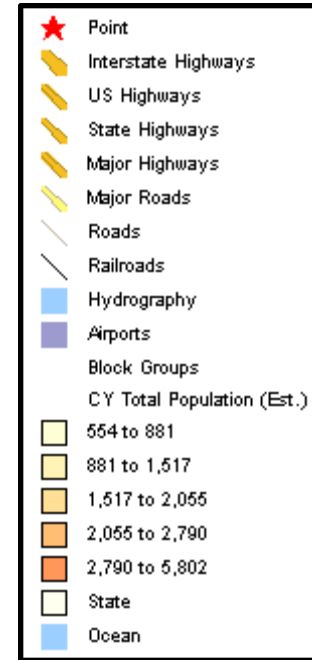 Point
Interstate Highways
US Highways
State Highways
Major Highways
Major Roads
Roads
Railroads
Hydrography
Airports
Block Groups
CY Total Population (Est.)
554 to 881
881 to 1,517
1,517 to 2,055
2,055 to 2,790
2,790 to 5,802
State
Ocean